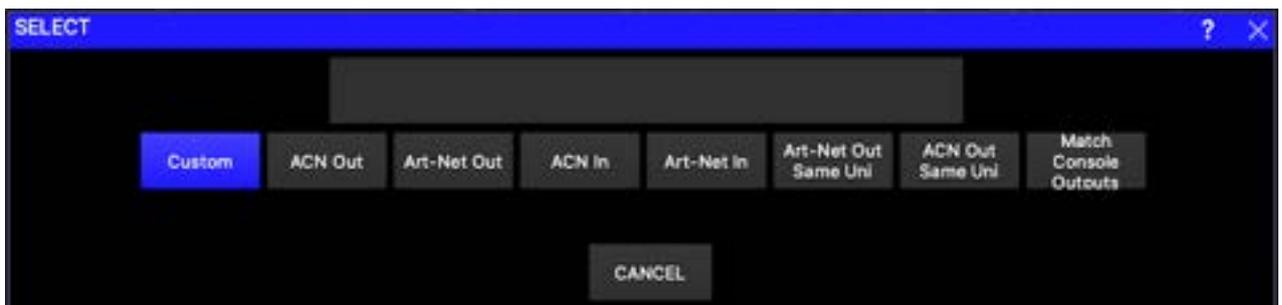 SELECT ?
Custom ACN Out Art-Net Out ACN In Art-Net In Art-Net Out Same Uni ACN Out Same Uni Match Console Outputs
CANCEL